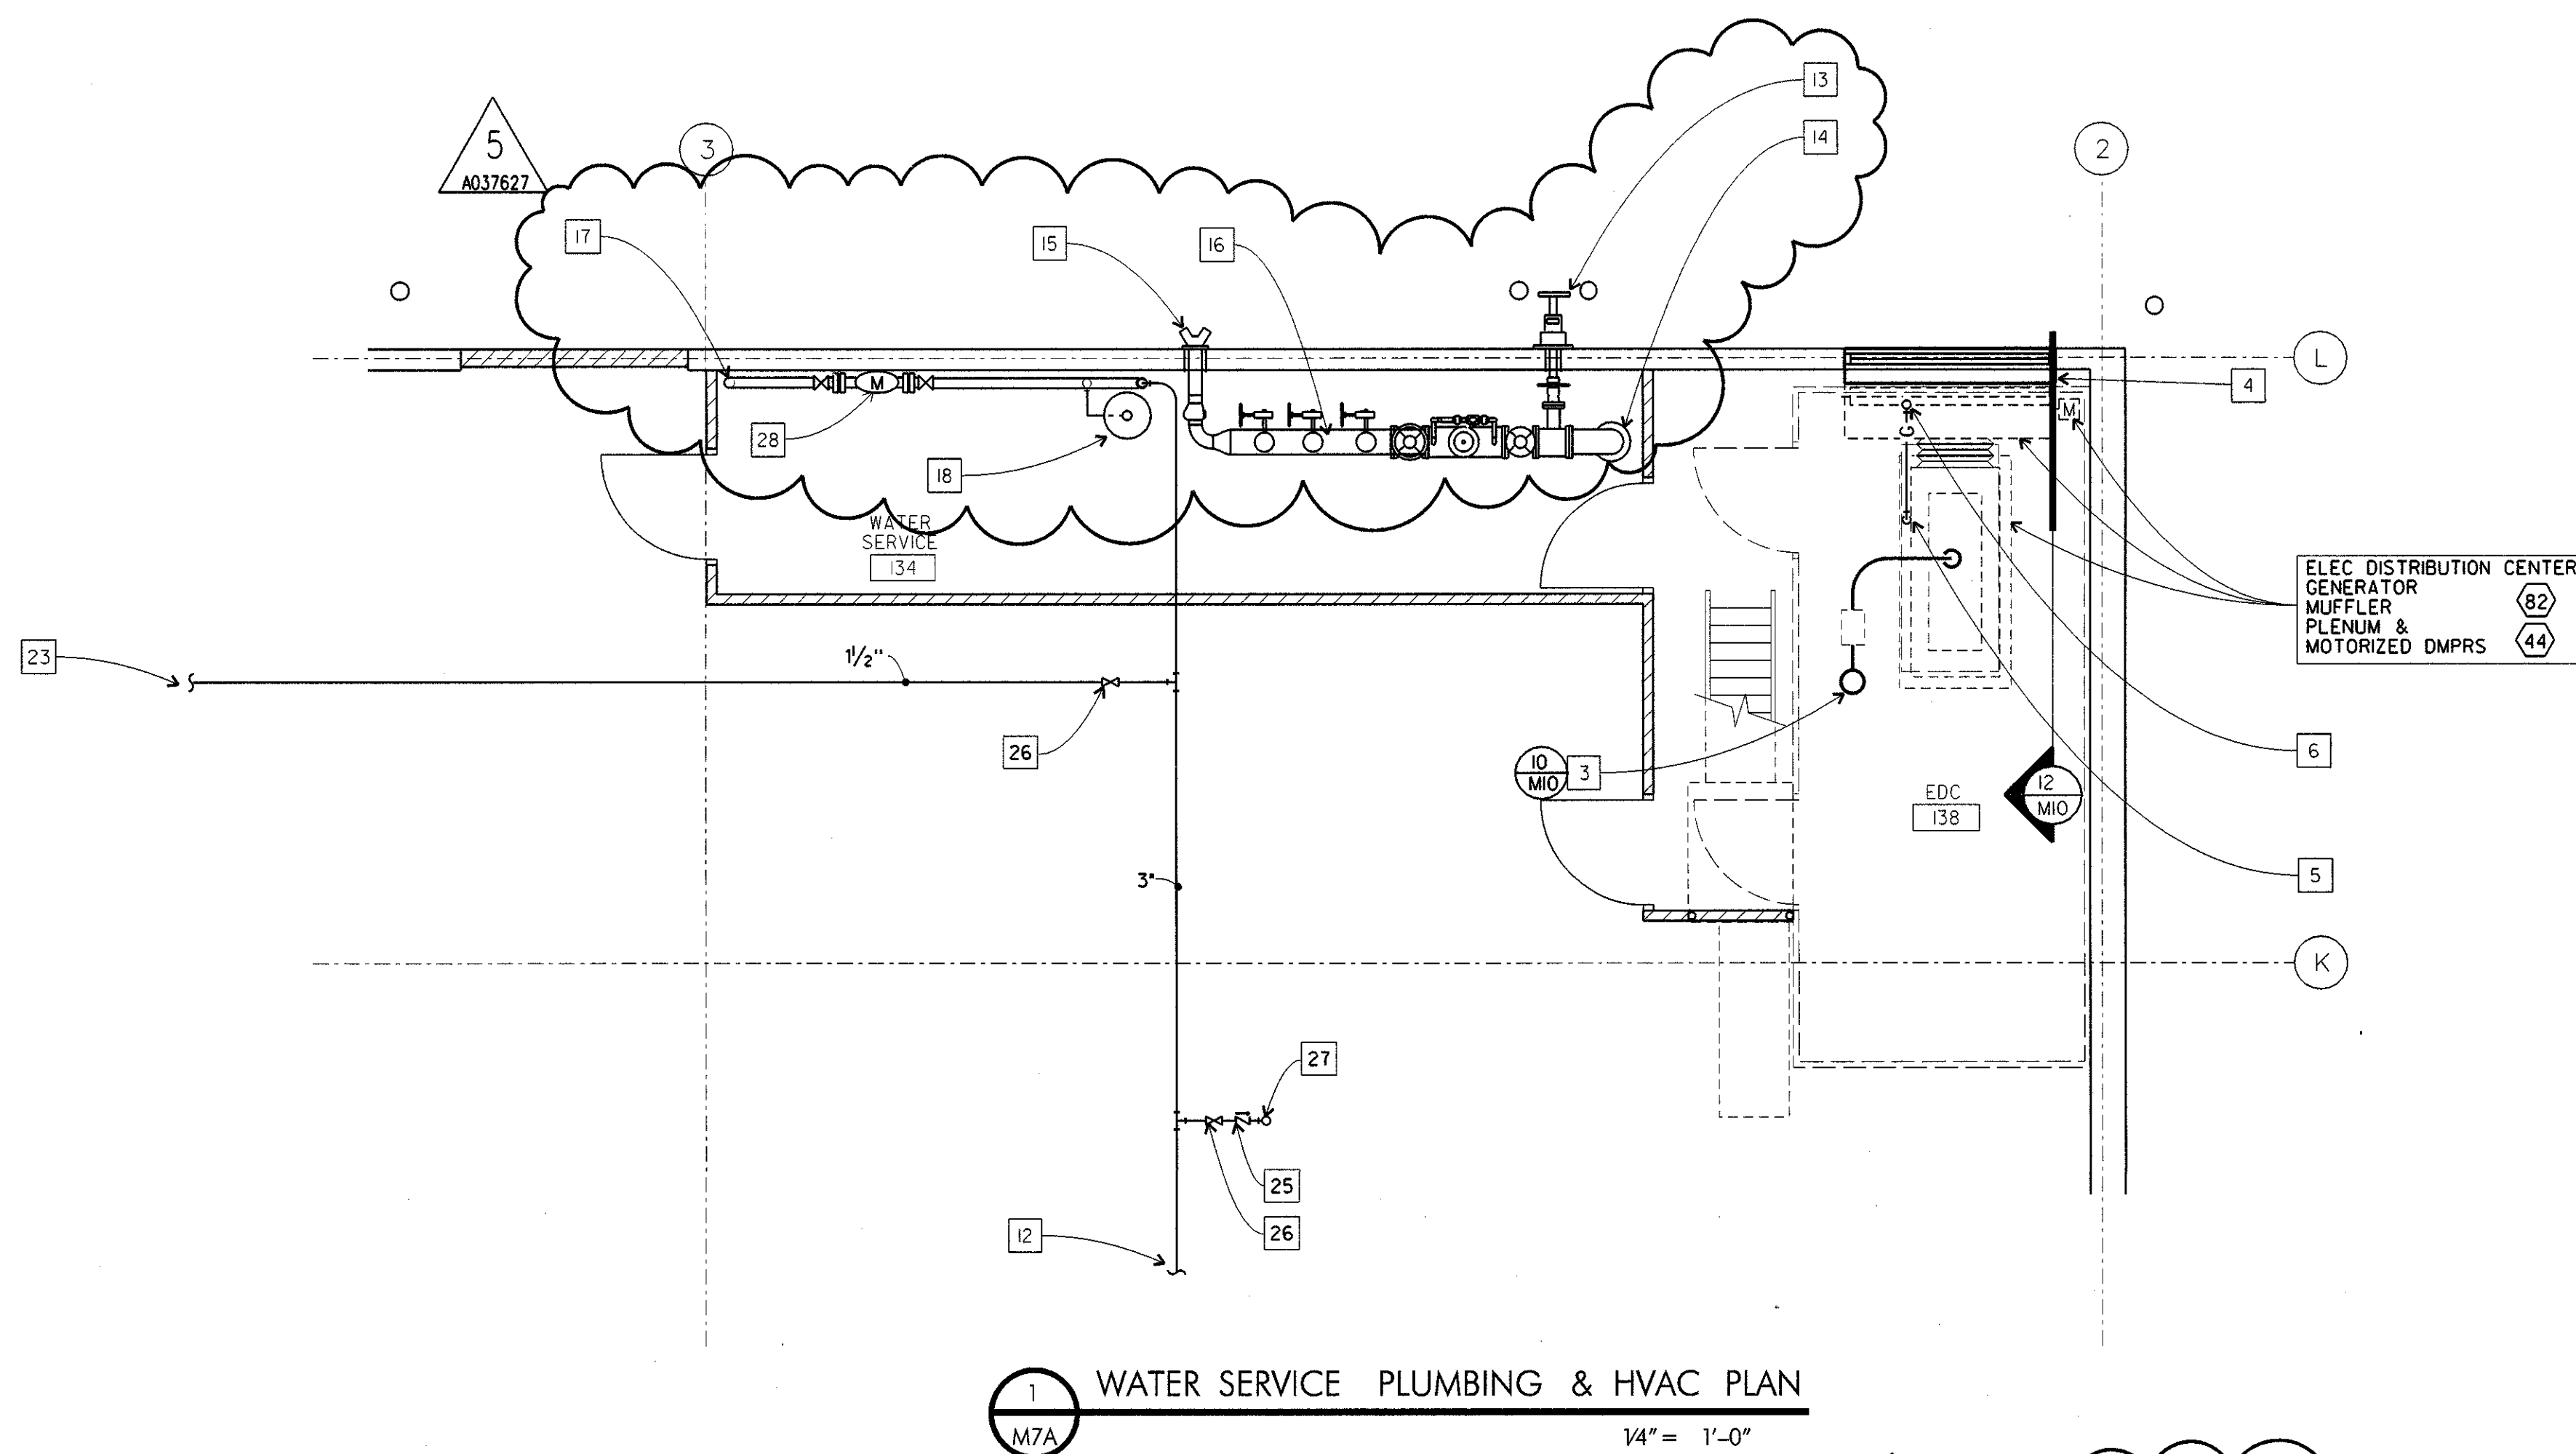 13
5
A037627
3
14
2
17
15
16
L
M
4
M
28
G
18
WATER
SERVICE
134
G
ELEC DISTRIBUTION CENTER
GENERATOR
MUFFLER 82
PLENUM &
MOTORIZED DMPRS 44
23
1½"
26
6
10
M10
3
EDC
138
12
M10
3"
5
K
27
25
26
12
1
M7A
WATER SERVICE PLUMBING & HVAC PLAN
1/4" = 1'-0"